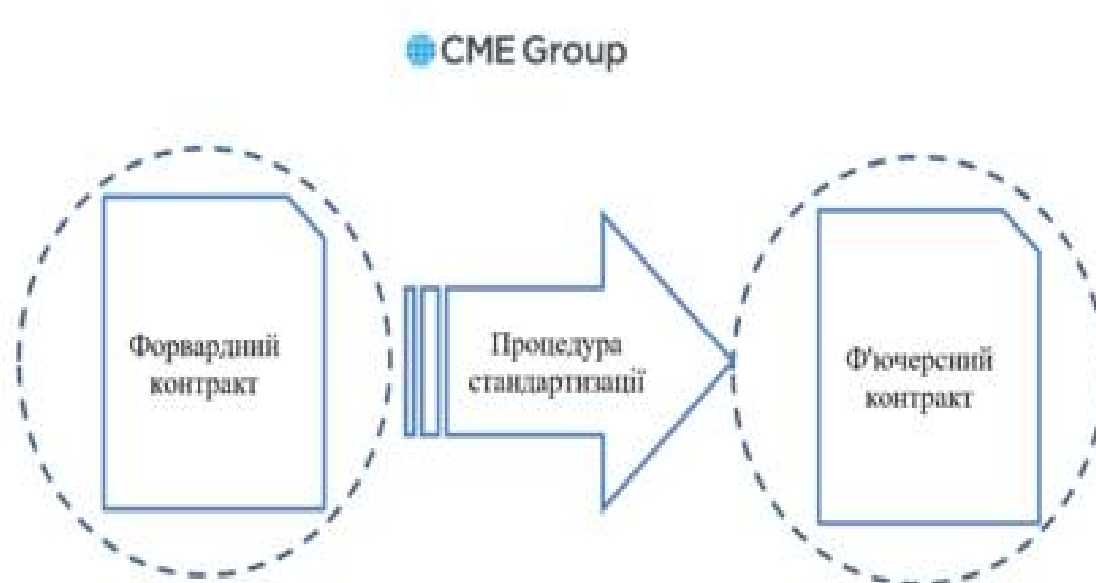 CME Group
Форвардний
контракт
Процедура
стандартизації
Ф'ючерсний
контракт